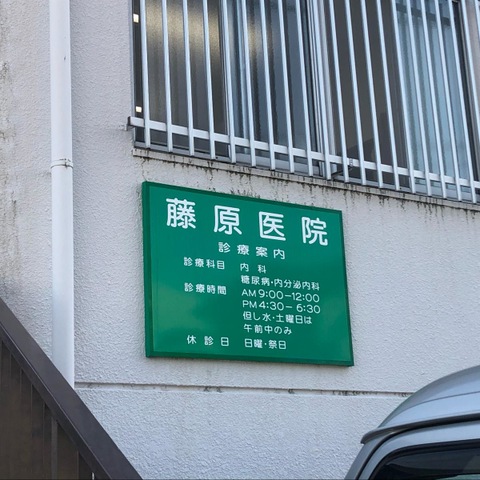 藤原医院
診療案内
診療科目 内科
糖尿病・内分泌内科
診療時間 AM 9:00－12:00
PM 4:30－6:30
但し水・土曜日は
午前中のみ
休診日 日曜・祭日